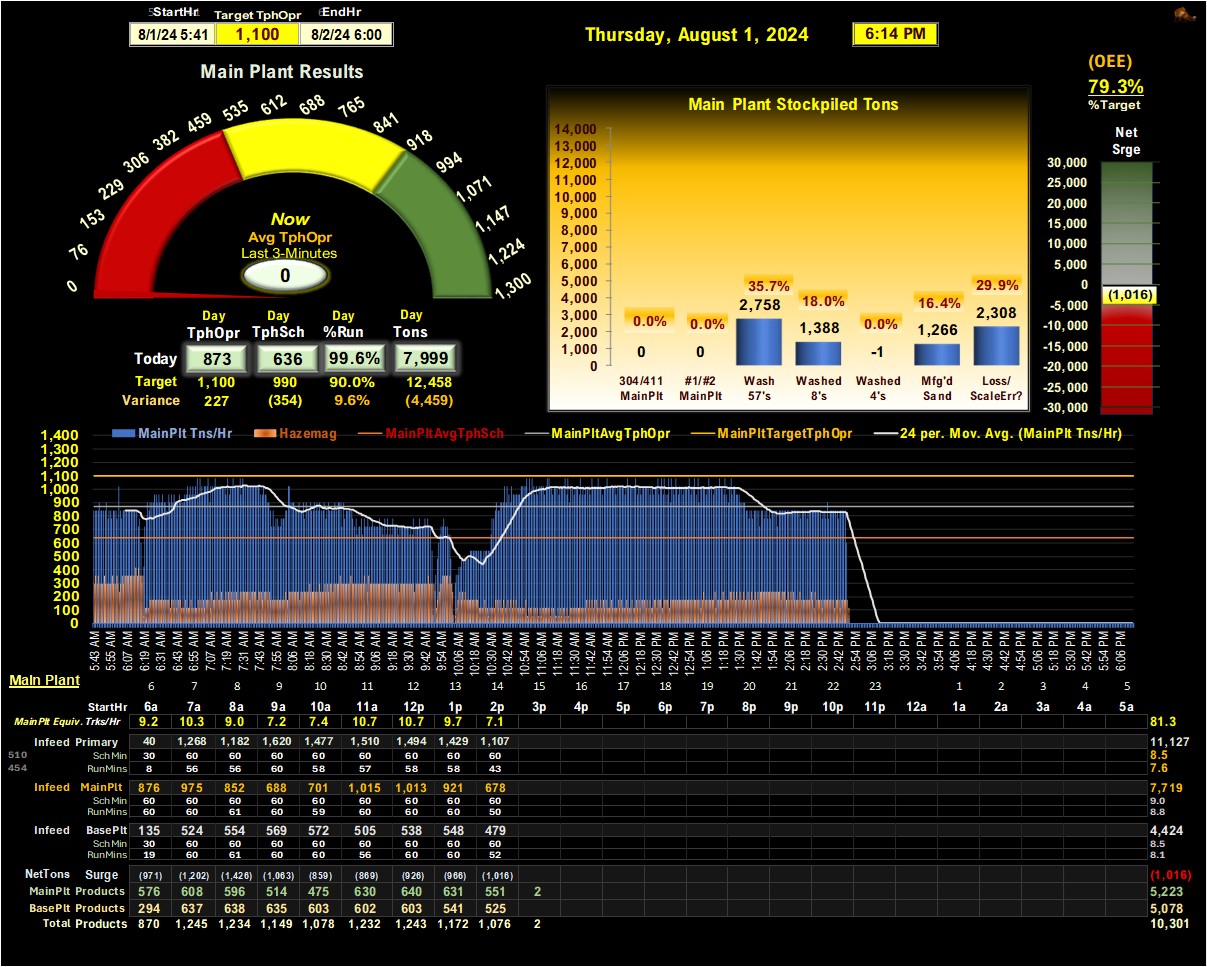 StartHr Target TphOpr EndHr
8/1/24 5:41 1,100 8/2/24 6:00
Thursday, August 1, 2024 6:14 PM
(OEE)
79.3%
%Target
Main Plant Results
0 76 153 229 306 382 459 535 612 688 765 841 918 994 1,071 1,147 1,224 1,300
Now
Avg TphOpr
Last 3-Minutes
0
Day Day Day Day
TphOpr TphSch %Run Tons
Today 873 636 99.6% 7,999
Target 1,100 990 90.0% 12,458
Variance 227 (354) 9.6% (4,459)
Main Plant Stockpiled Tons
14,000
13,000
12,000
11,000
10,000
9,000
8,000
7,000
6,000
5,000
4,000
3,000
2,000
1,000
0
0.0% 0.0% 35.7% 18.0% 0.0% 16.4% 29.9%
0 0 2,758 1,388 -1 1,266 2,308
304/411 #1/#2 Wash Washed Washed Mfg'd Loss/
MainPlt MainPlt 57's 8's 4's Sand ScaleErr?
Net
Srge
30,000
25,000
20,000
15,000
10,000
5,000
0
(1,016)
-5,000
-10,000
-15,000
-20,000
-25,000
-30,000
MainPlt Tns/Hr Hazemag MainPltAvgTphSch MainPltAvgTphOpr MainPltTargetTphOpr 24 per. Mov. Avg. (MainPlt Tns/Hr)
1,400
1,300
1,200
1,100
1,000
900
800
700
600
500
400
300
200
100
0
5:43 AM 5:55 AM 6:07 AM 6:19 AM 6:31 AM 6:43 AM 6:55 AM 7:07 AM 7:19 AM 7:31 AM 7:43 AM 7:54 AM 8:06 AM 8:19 AM 8:30 AM 8:42 AM 8:54 AM 9:06 AM 9:18 AM 9:30 AM 9:42 AM 9:54 AM 10:06 AM 10:18 AM 10:30 AM 10:42 AM 10:54 AM 11:06 AM 11:18 AM 11:30 AM 11:42 AM 11:54 AM 12:06 PM 12:18 PM 12:30 PM 12:42 PM 12:54 PM 1:06 PM 1:18 PM 1:30 PM 1:42 PM 1:54 PM 2:06 PM 2:18 PM 2:30 PM 2:42 PM 2:54 PM 3:06 PM 3:18 PM 3:30 PM 3:42 PM 3:54 PM 4:06 PM 4:18 PM 4:30 PM 4:42 PM 4:54 PM 5:06 PM 5:18 PM 5:30 PM 5:42 PM 5:54 PM 6:06 PM
Main Plant
6 7 8 9 10 11 12 13 14 15 16 17 18 19 20 21 22 23 1 2 3 4 5
StartHr 6a 7a 8a 9a 10a 11a 12p 1p 2p 3p 4p 5p 6p 7p 8p 9p 10p 11p 12a 1a 2a 3a 4a 5a
MainPlt Equiv. Trks/Hr 9.2 10.3 9.0 7.2 7.4 10.7 10.7 9.7 7.1 81.3
Infeed Primary 40 1,268 1,182 1,620 1,477 1,510 1,494 1,429 1,107 11,127
510 Sch Min 30 60 60 60 60 60 60 60 60 8.5
454 RunMins 8 56 56 60 58 57 58 58 43 7.6
Infeed MainPlt 876 975 852 688 701 1,015 1,013 921 678 7,719
Sch Min 60 60 60 60 60 60 60 60 60 9.0
RunMins 60 60 61 60 59 60 60 60 50 8.8
Infeed BasePlt 135 524 554 569 572 505 538 548 479 4,424
Sch Min 30 60 60 60 60 60 60 60 60 8.5
RunMins 19 60 61 60 60 56 60 60 52 8.1
NetTons Surge (971) (1,202) (1,426) (1,063) (859) (869) (926) (966) (1,016) (1,016)
MainPlt Products 576 608 596 514 475 630 640 631 551 2 5,223
BasePlt Products 294 637 638 635 603 602 603 541 525 5,078
Total Products 870 1,245 1,234 1,149 1,078 1,232 1,243 1,172 1,076 2 10,301